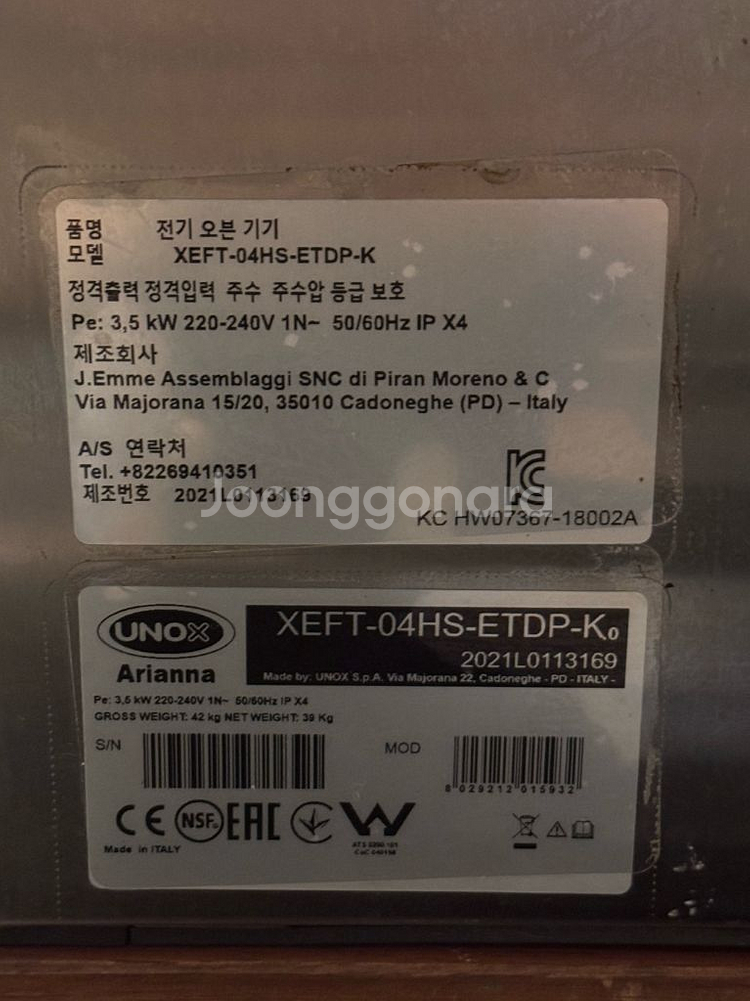 품명 전기 오븐 기기
모델 XEFT-04HS-ETDP-K
정격출력 정격입력 주수 주수압 등급 보호
Pe: 3,5 kW 220-240V 1N~ 50/60Hz IP X4
제조회사
J.Emme Assemblaggi SNC di Piran Moreno & C
Via Majorana 15/20, 35010 Cadoneghe (PD) – Italy
A/S 연락처
Tel. +82269410351
제조번호 2021L0113169
Joonggonara
KC HW07367-18002A
UNOX
Arianna
XEFT-04HS-ETDP-K₀
2021L0113169
Made by: UNOX S.p.A. Via Majorana 22, Cadoneghe - PD - ITALY -
Pe: 3,5 kW 220-240V 1N~ 50/60Hz IP X4
GROSS WEIGHT: 42 kg NET WEIGHT: 39 Kg
S/N
MOD
8 029212 015932
CE NSF. EAC
Made in ITALY